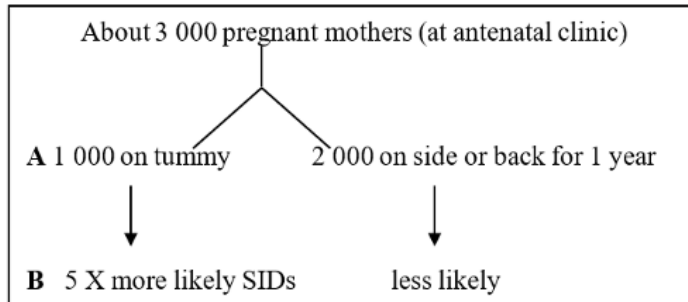 About 3 000 pregnant mothers (at antenatal clinic)
A 1 000 on tummy 2 000 on side or back for 1 year
B 5 X more likely SIDs less likely